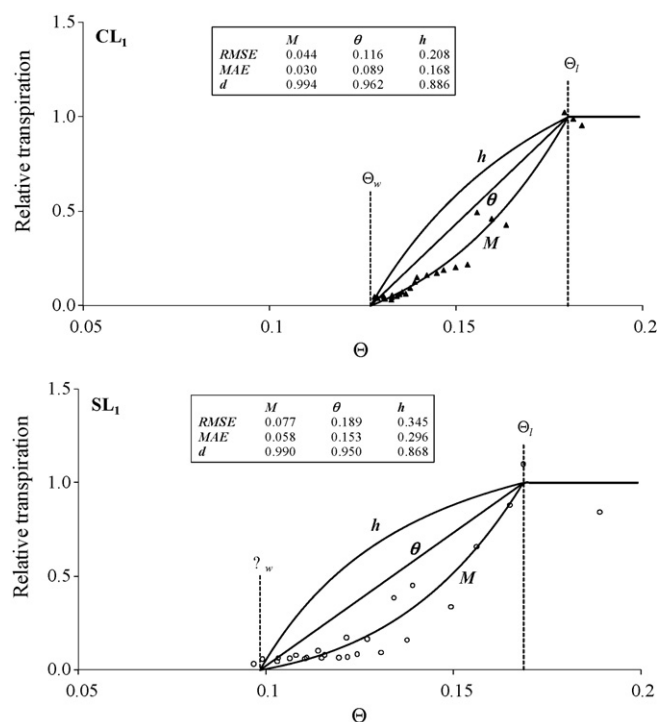 CL1
M θ h
RMSE 0.044 0.116 0.208
MAE 0.030 0.089 0.168
d 0.994 0.962 0.886
Θl
1.5
1.0
0.5
0.0
Relative transpiration
Θw
h
θ
M
0.05 0.1 0.15 0.2
Θ
SL1
M θ h
RMSE 0.077 0.189 0.345
MAE 0.058 0.153 0.296
d 0.990 0.950 0.868
Θl
1.5
1.0
0.5
0.0
Relative transpiration
?w
h
θ
M
0.05 0.1 0.15 0.2
Θ